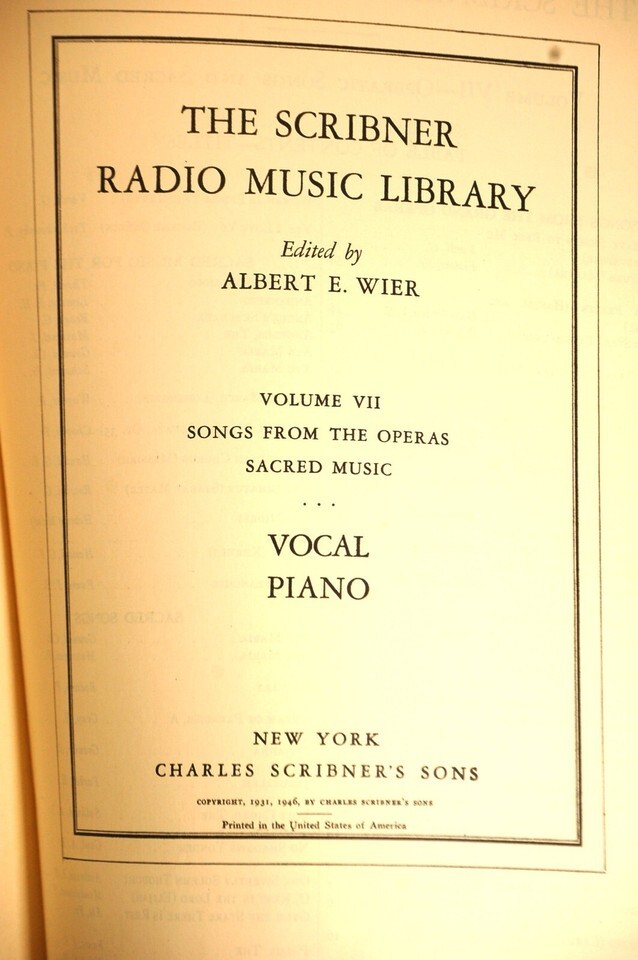 THE SCRIBNER
RADIO MUSIC LIBRARY
Edited by
ALBERT E. WIER
VOLUME VII
SONGS FROM THE OPERAS
SACRED MUSIC
. . .
VOCAL
PIANO
NEW YORK
CHARLES SCRIBNER'S SONS
COPYRIGHT, 1931, 1946, BY CHARLES SCRIBNER'S SONS
Printed in the United States of America